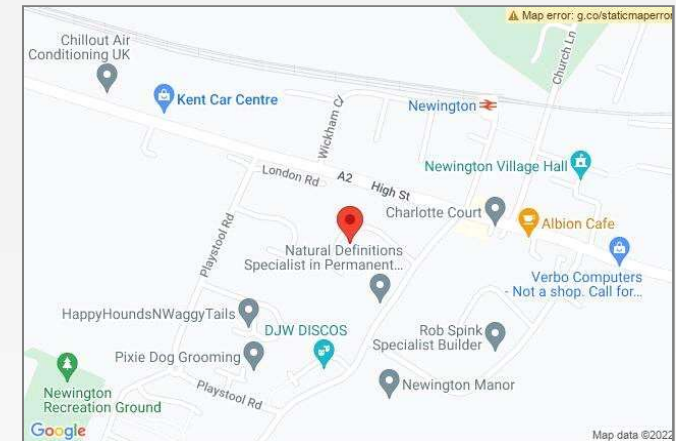 Map error: g.co/staticmaperror
Chillout Air
Conditioning UK
Kent Car Centre
Church Ln
Newington
Wickham Cl
Newington Village Hall
London Rd
A2
High St
Charlotte Court
Albion Cafe
Playstool Rd
Natural Definitions
Specialist in Permanent...
Verbo Computers
- Not a shop. Call for...
HappyHoundsNWaggyTails
DJW DISCOS
Rob Spink
Specialist Builder
Pixie Dog Grooming
Newington
Recreation Ground
Playstool Rd
Newington Manor
Google
Map data ©2022